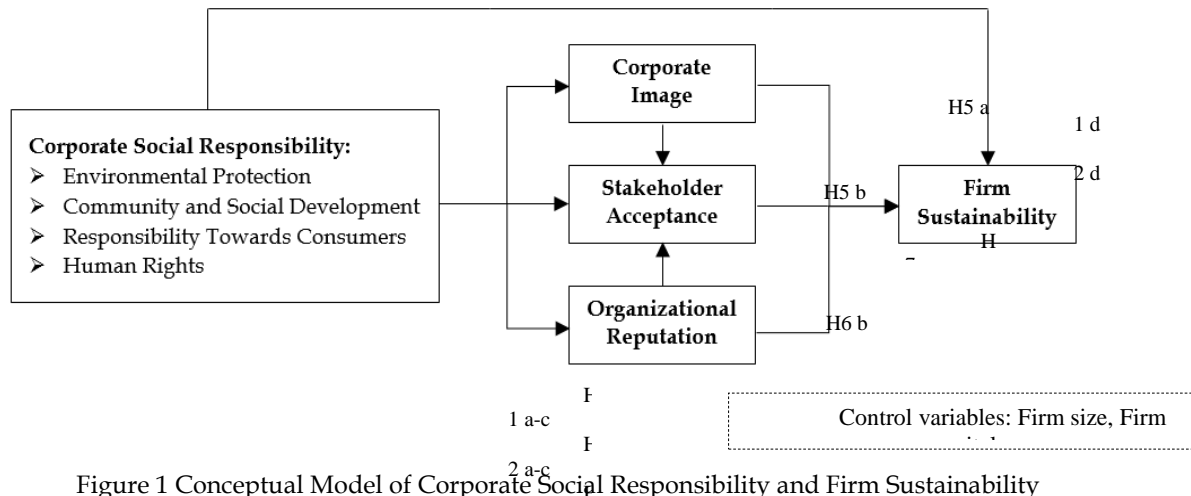 Corporate
Image
H5 a
1 d
Corporate Social Responsibility:
➢ Environmental Protection
➢ Community and Social Development
➢ Responsibility Towards Consumers
➢ Human Rights
Stakeholder
Acceptance
H5 b
2 d
Firm
Sustainability
H
Organizational
Reputation
H6 b
H
1 a-c
H
2 a-c
Control variables: Firm size, Firm
Figure 1 Conceptual Model of Corporate Social Responsibility and Firm Sustainability